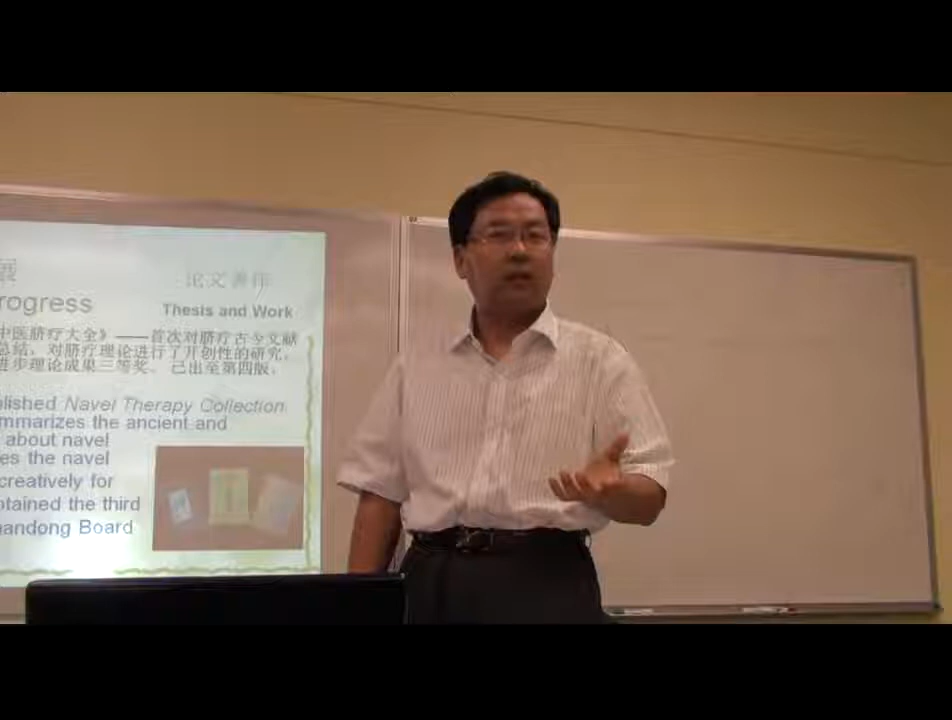 展
论文著作
rogress
Thesis and Work
中医脐疗大全》——首次对脐疗古今文献
总结，对脐疗理论进行了开创性的研究，
进步理论成果三等奖。已出至第四版。
lished Navel Therapy Collection
mmarizes the ancient and
about navel
es the navel
creatively for
tained the third
andong Board